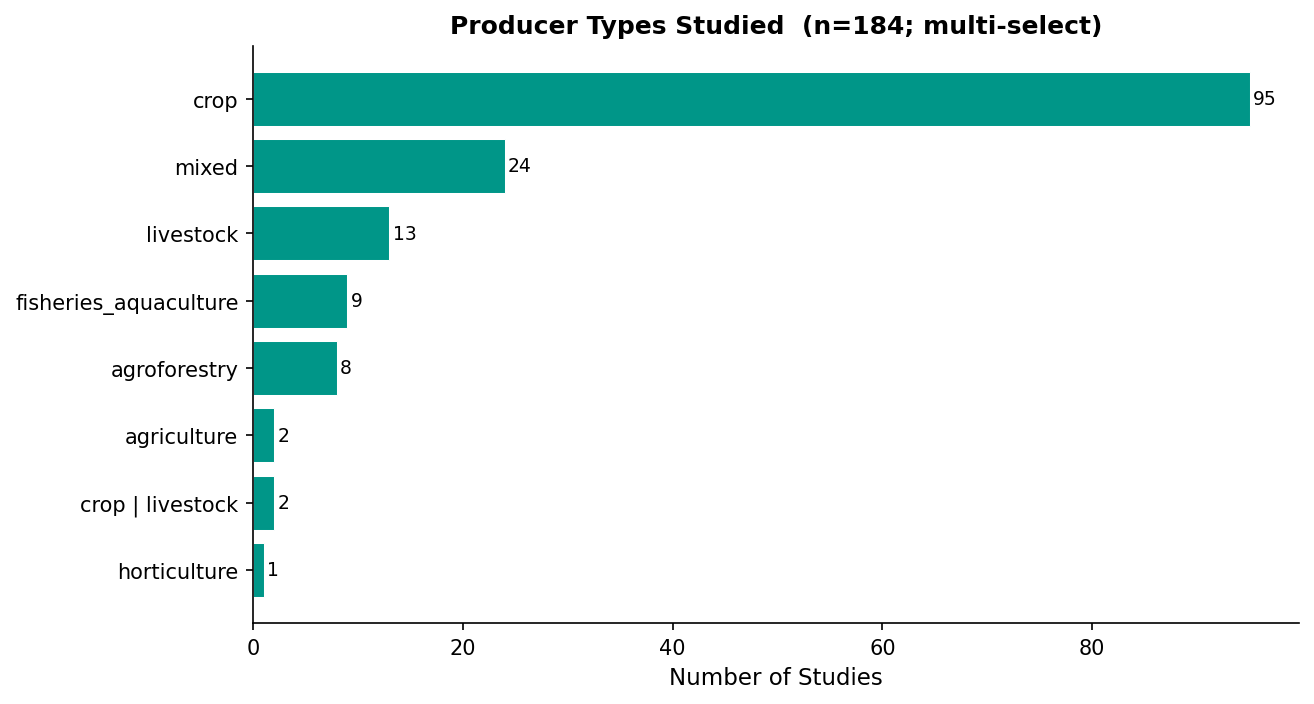 Producer Types Studied  (n=184; multi-select)
crop 95
mixed 24
livestock 13
fisheries_aquaculture 9
agroforestry 8
agriculture 2
crop | livestock 2
horticulture 1
0 20 40 60 80
Number of Studies